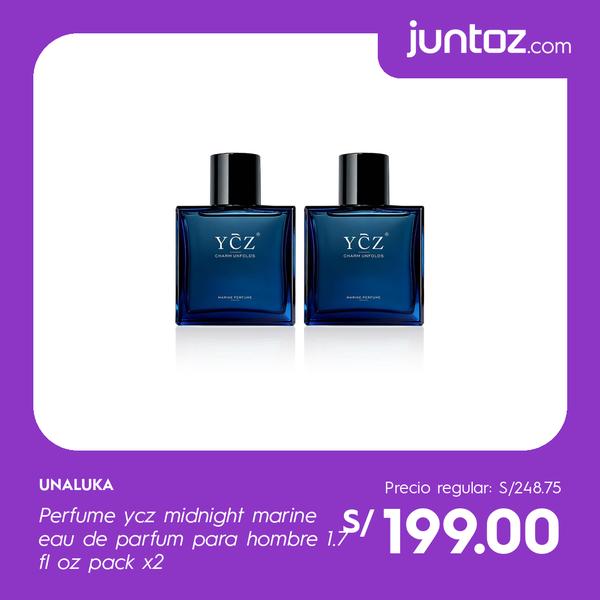 juntoz.com
YCZ®
CHARM UNFOLDS
MARINE PERFUME
YCZ®
CHARM UNFOLDS
MARINE PERFUME
UNALUKA
Perfume ycz midnight marine
eau de parfum para hombre 1.7
fl oz pack x2
Precio regular: S/248.75
S/199.00